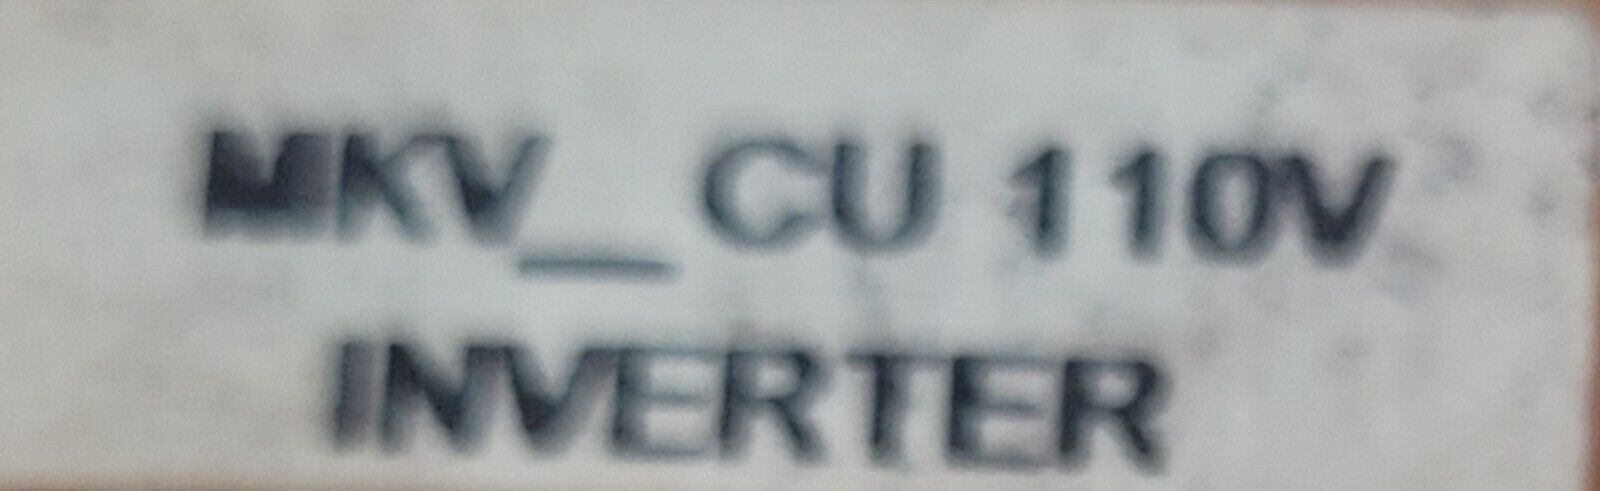 MKV_ CU 110V
INVERTER